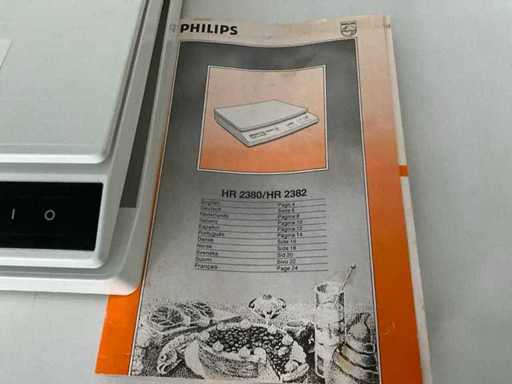 PHILIPS
PHILIPS
HR 2380/HR 2382
English Page 4
Deutsch Seite 6
Nederlands Pagina 8
Italiano Pagina 10
Español Página 12
Português Página 14
Dansk Side 16
Norsk Side 18
Svenska Sid 20
Suomi Sivu 22
Français Page 24
I O